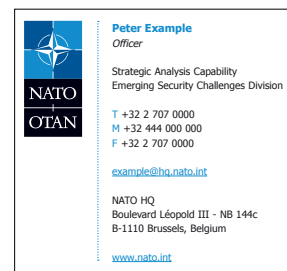 NATO
OTAN
Peter Example
Officer
Strategic Analysis Capability
Emerging Security Challenges Division
T +32 2 707 0000
M +32 444 000 000
F +32 2 707 0000
example@hq.nato.int
NATO HQ
Boulevard Léopold III - NB 144c
B-1110 Brussels, Belgium
www.nato.int